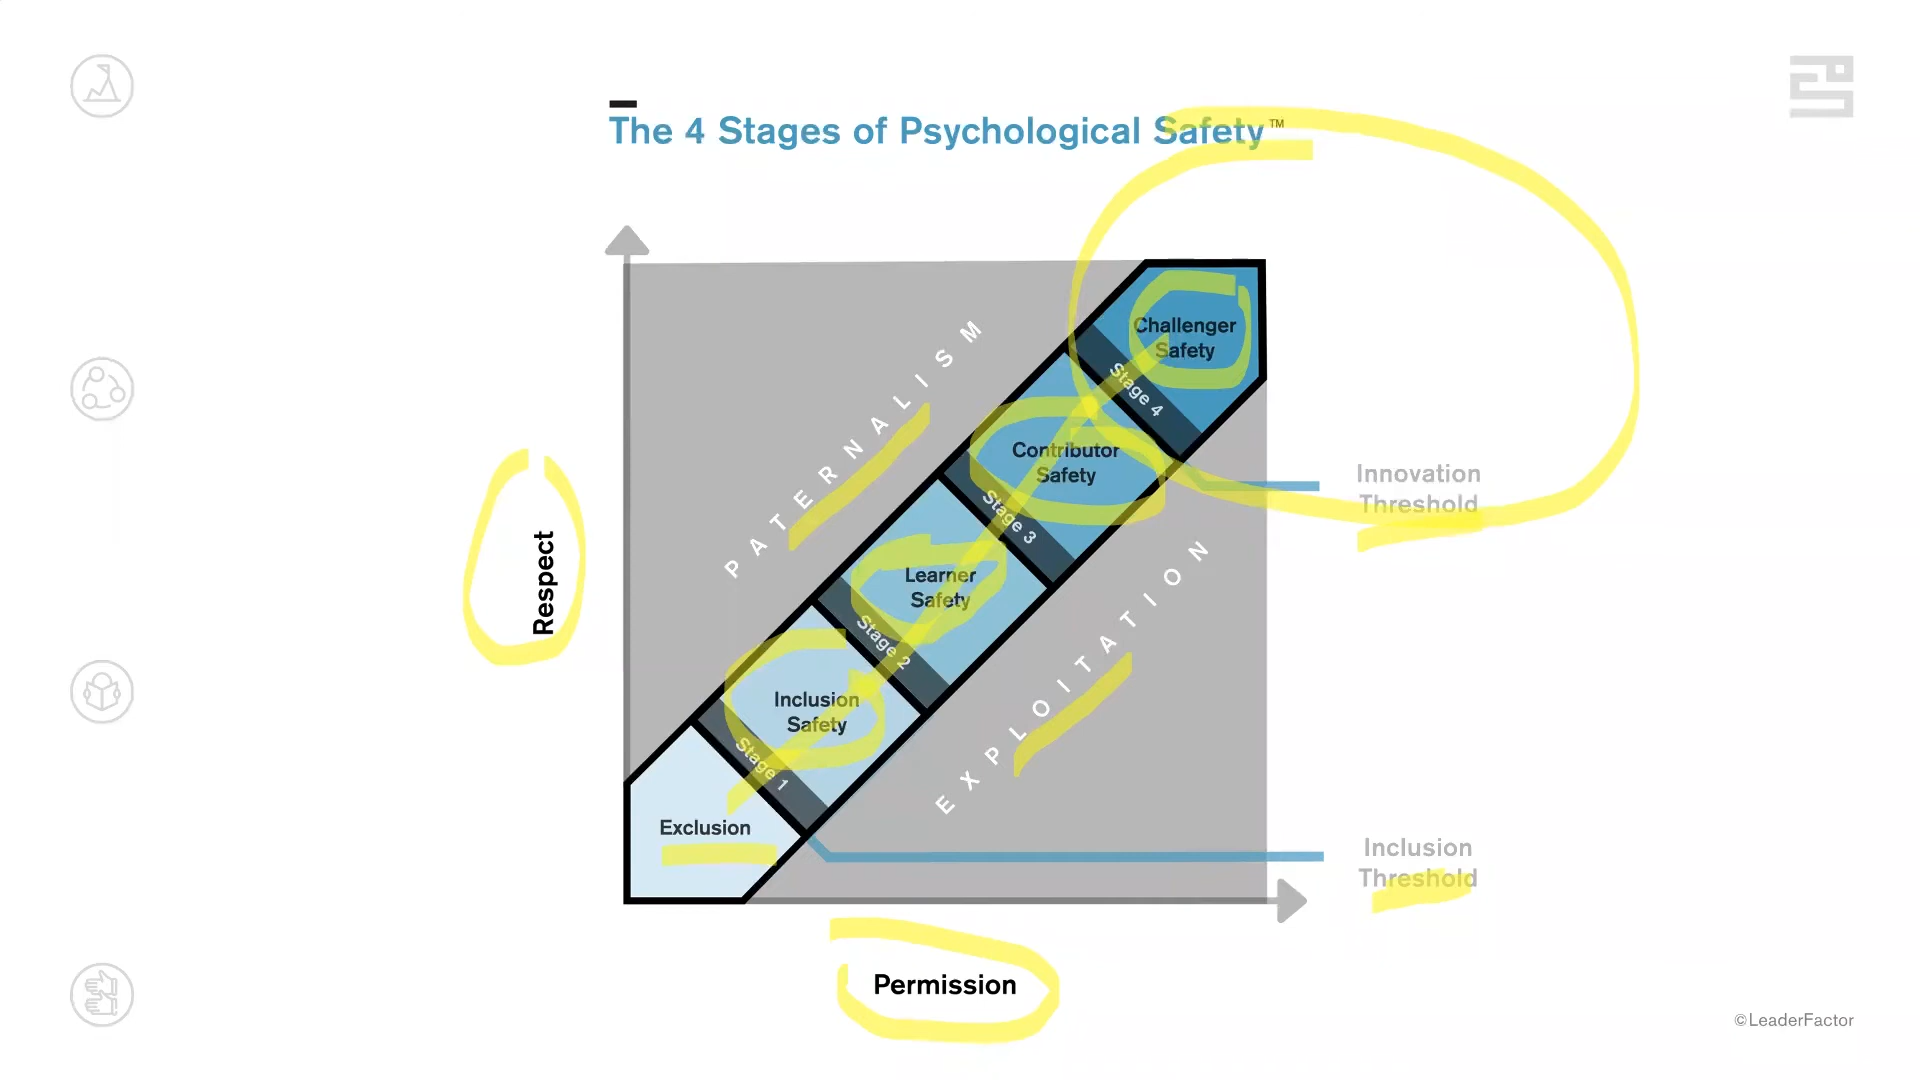 The 4 Stages of Psychological Safety™
Challenger
Safety
Stage 4
PATERNALISM
Contributor
Safety
Stage 3
Innovation
Threshold
Respect
Learner
Safety
Stage 2
EXPLOITATION
Inclusion
Safety
Stage 1
Exclusion
Inclusion
Threshold
Permission
©LeaderFactor